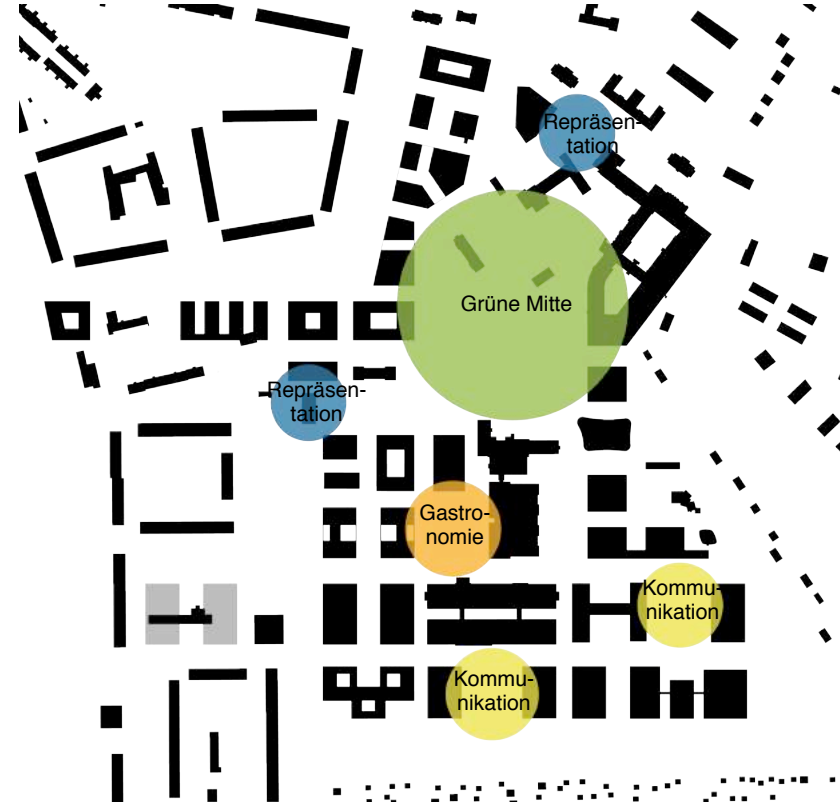 Repräsen-
tation
Grüne Mitte
Repräsen-
tation
Gastro-
nomie
Kommu-
nikation
Kommu-
nikation